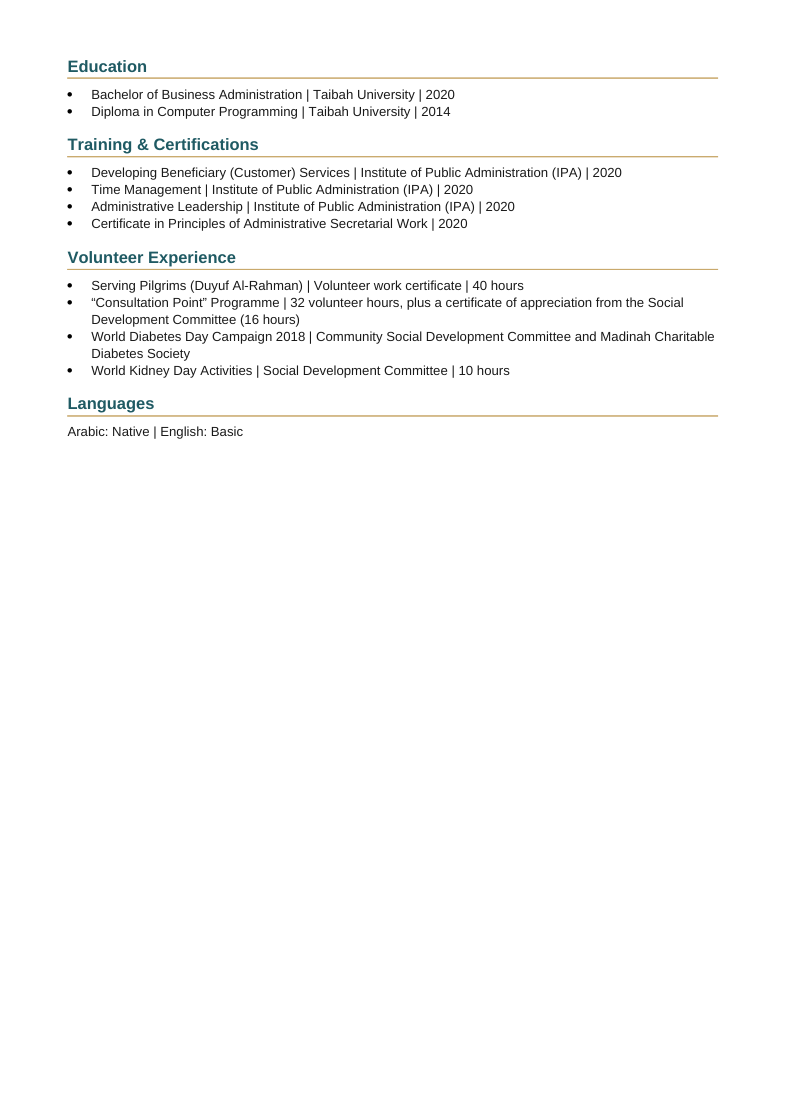 Education
• Bachelor of Business Administration | Taibah University | 2020
• Diploma in Computer Programming | Taibah University | 2014
Training & Certifications
• Developing Beneficiary (Customer) Services | Institute of Public Administration (IPA) | 2020
• Time Management | Institute of Public Administration (IPA) | 2020
• Administrative Leadership | Institute of Public Administration (IPA) | 2020
• Certificate in Principles of Administrative Secretarial Work | 2020
Volunteer Experience
• Serving Pilgrims (Duyuf Al-Rahman) | Volunteer work certificate | 40 hours
• “Consultation Point” Programme | 32 volunteer hours, plus a certificate of appreciation from the Social
Development Committee (16 hours)
• World Diabetes Day Campaign 2018 | Community Social Development Committee and Madinah Charitable
Diabetes Society
• World Kidney Day Activities | Social Development Committee | 10 hours
Languages
Arabic: Native | English: Basic